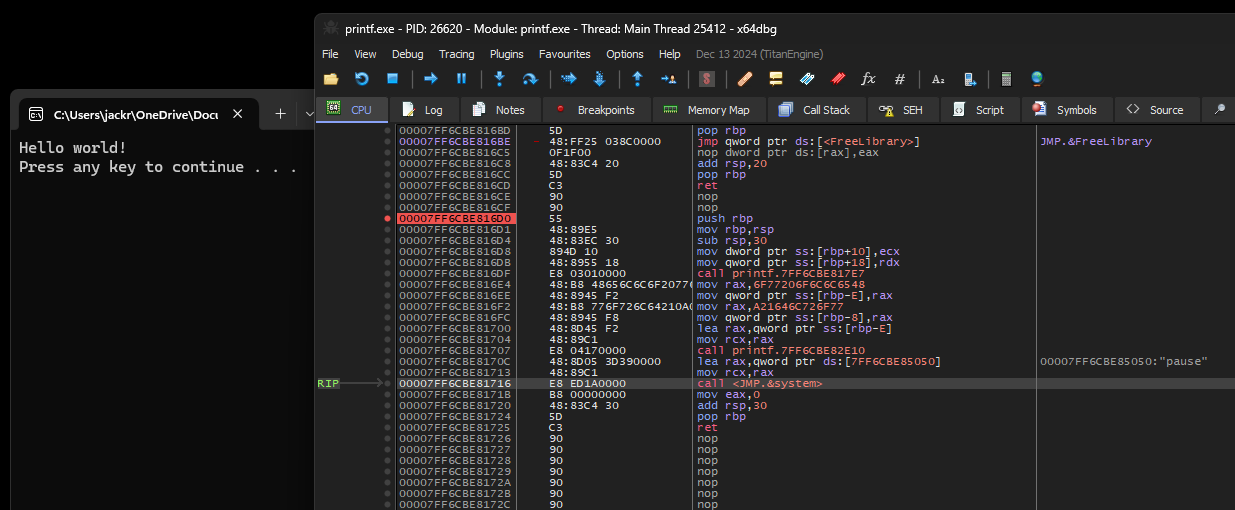 C:\Users\jackr\OneDrive\Docu
Hello world!
Press any key to continue . . .
printf.exe - PID: 26620 - Module: printf.exe - Thread: Main Thread 25412 - x64dbg
File View Debug Tracing Plugins Favourites Options Help Dec 13 2024 (TitanEngine)
CPU Log Notes Breakpoints Memory Map Call Stack SEH Script Symbols Source
00007FF6CBE816BD 5D pop rbp
00007FF6CBE816BE 48:FF25 038C0000 jmp qword ptr ds:[<FreeLibrary>] JMP.&FreeLibrary
00007FF6CBE816C5 0F1F00 nop dword ptr ds:[rax],eax
00007FF6CBE816C8 48:83C4 20 add rsp,20
00007FF6CBE816CC 5D pop rbp
00007FF6CBE816CD C3 ret
00007FF6CBE816CE 90 nop
00007FF6CBE816CF 90 nop
00007FF6CBE816D0 55 push rbp
00007FF6CBE816D1 48:89E5 mov rbp,rsp
00007FF6CBE816D4 48:83EC 30 sub rsp,30
00007FF6CBE816D8 894D 10 mov dword ptr ss:[rbp+10],ecx
00007FF6CBE816DB 48:8955 18 mov qword ptr ss:[rbp+18],rdx
00007FF6CBE816DF E8 03010000 call printf.7FF6CBE817E7
00007FF6CBE816E4 48:B8 48656C6C6F20776 mov rax,6F77206F6C6C6548
00007FF6CBE816EE 48:8945 F2 mov qword ptr ss:[rbp-E],rax
00007FF6CBE816F2 48:B8 776F726C64210A0 mov rax,A21646C726F77
00007FF6CBE816FC 48:8945 F8 mov qword ptr ss:[rbp-8],rax
00007FF6CBE81700 48:8D45 F2 lea rax,qword ptr ss:[rbp-E]
00007FF6CBE81704 48:89C1 mov rcx,rax
00007FF6CBE81707 E8 04170000 call printf.7FF6CBE82E10
00007FF6CBE8170C 48:8D05 3D390000 lea rax,qword ptr ds:[7FF6CBE85050] 00007FF6CBE85050:"pause"
00007FF6CBE81713 48:89C1 mov rcx,rax
RIP 00007FF6CBE81716 E8 ED1A0000 call <JMP.&system>
00007FF6CBE8171B B8 00000000 mov eax,0
00007FF6CBE81720 48:83C4 30 add rsp,30
00007FF6CBE81724 5D pop rbp
00007FF6CBE81725 C3 ret
00007FF6CBE81726 90 nop
00007FF6CBE81727 90 nop
00007FF6CBE81728 90 nop
00007FF6CBE81729 90 nop
00007FF6CBE8172A 90 nop
00007FF6CBE8172B 90 nop
00007FF6CBE8172C 90 nop